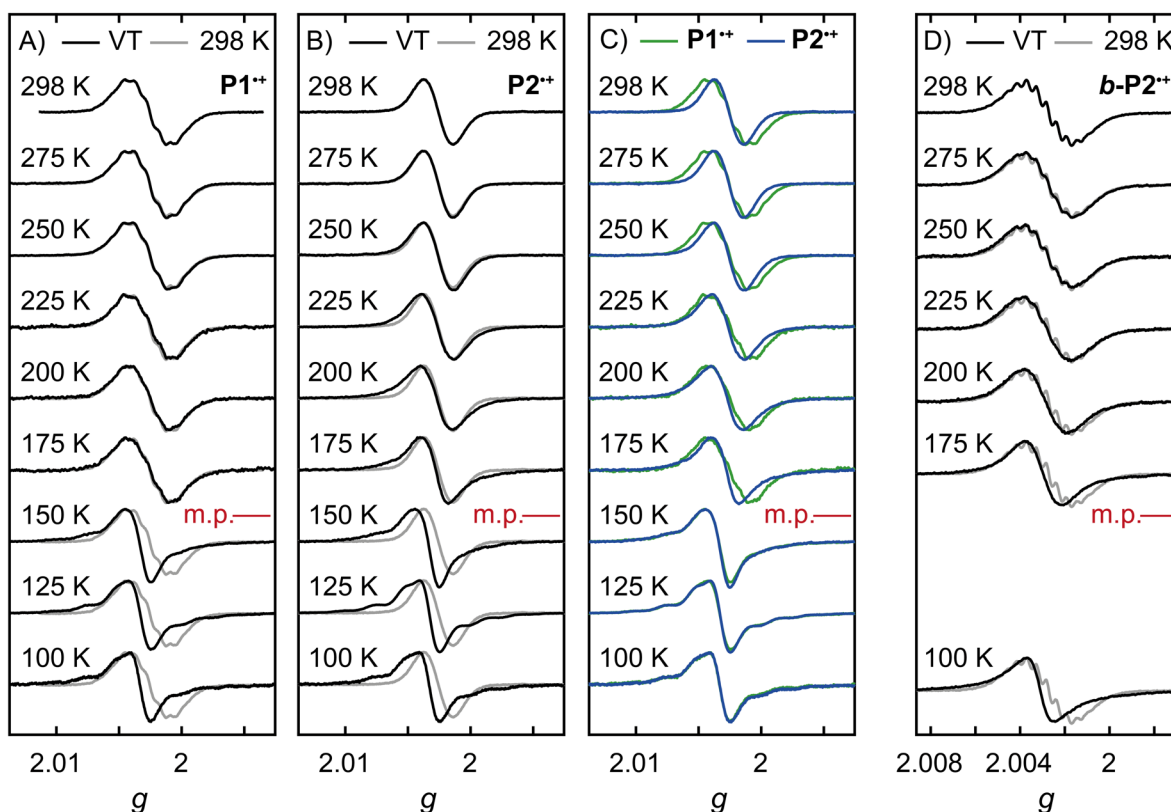 A) VT 298 K
P1•+
298 K
275 K
250 K
225 K
200 K
175 K
m.p.
150 K
125 K
100 K
2.01 2
g
B) VT 298 K
P2•+
298 K
275 K
250 K
225 K
200 K
175 K
m.p.
150 K
125 K
100 K
2.01 2
g
C) P1•+ P2•+
298 K
275 K
250 K
225 K
200 K
175 K
m.p.
150 K
125 K
100 K
2.01 2
g
D) VT 298 K
b-P2•+
298 K
275 K
250 K
225 K
200 K
175 K
m.p.
100 K
2.008 2.004 2
g